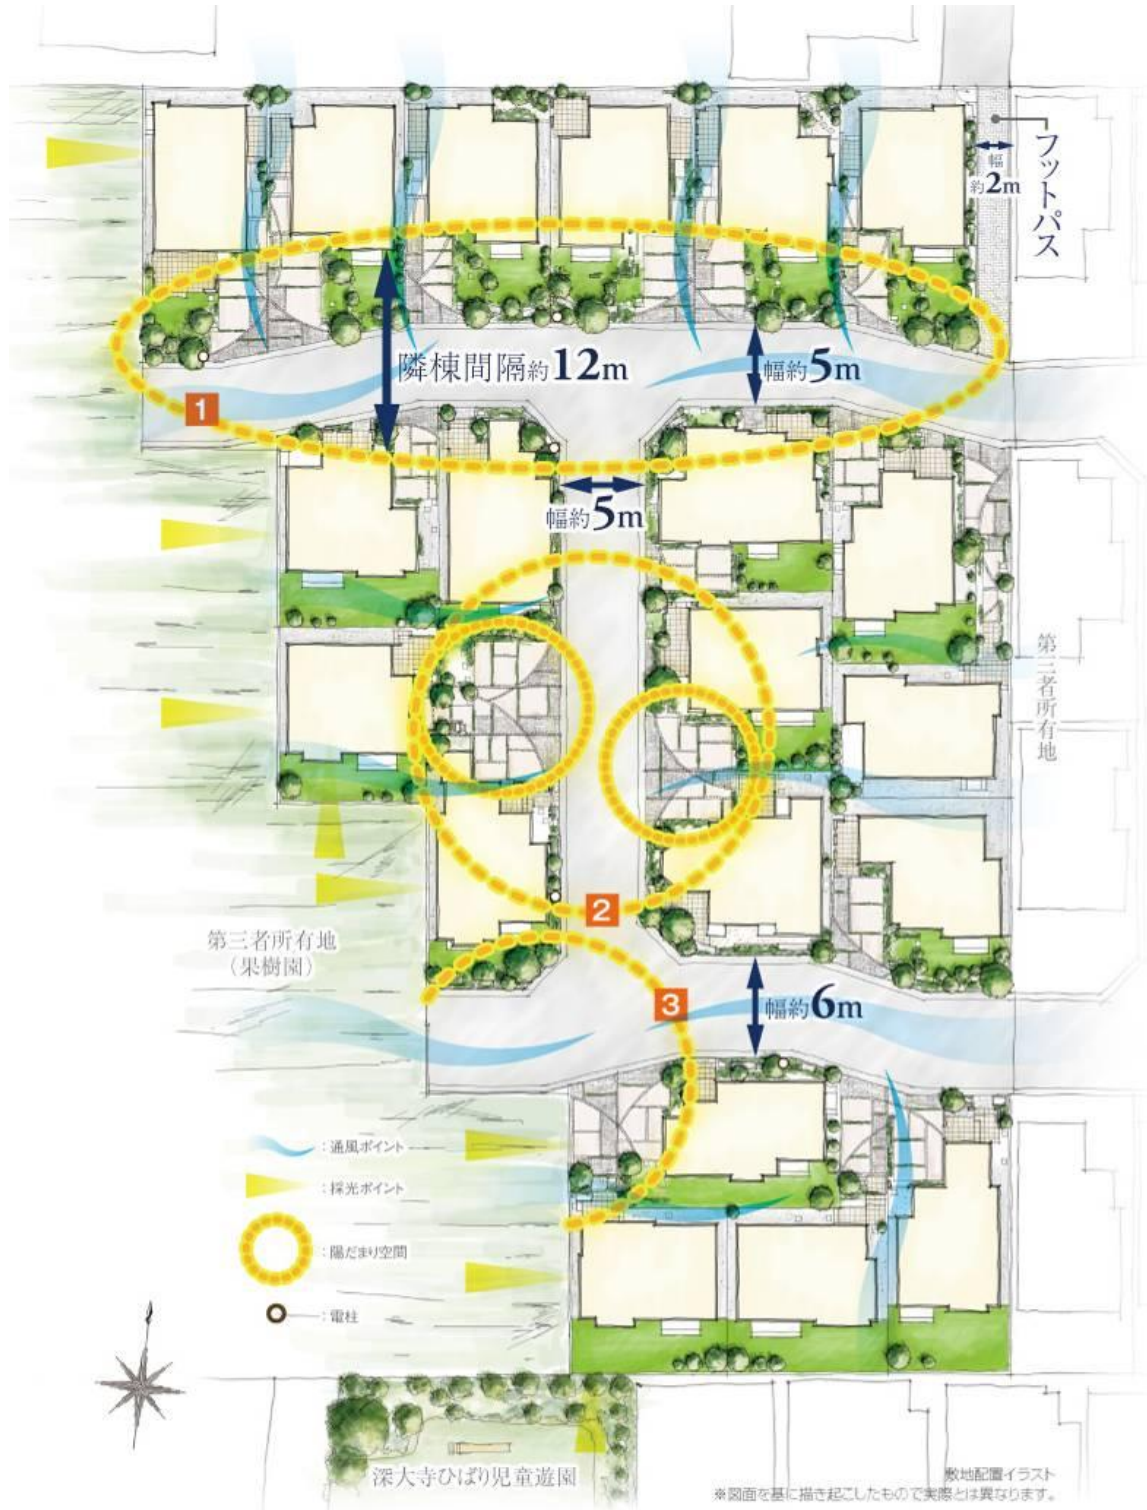 フットパス
幅
約2m
隣棟間隔約12m
幅約5m
1
幅約5m
第三者所有地
2
第三者所有地
(果樹園)
3
幅約6m
:通風ポイント
:採光ポイント
:陽だまり空間
:電柱
深大寺ひばり児童遊園
敷地配置イラスト
※図面を基に描き起こしたもので実際とは異なります。